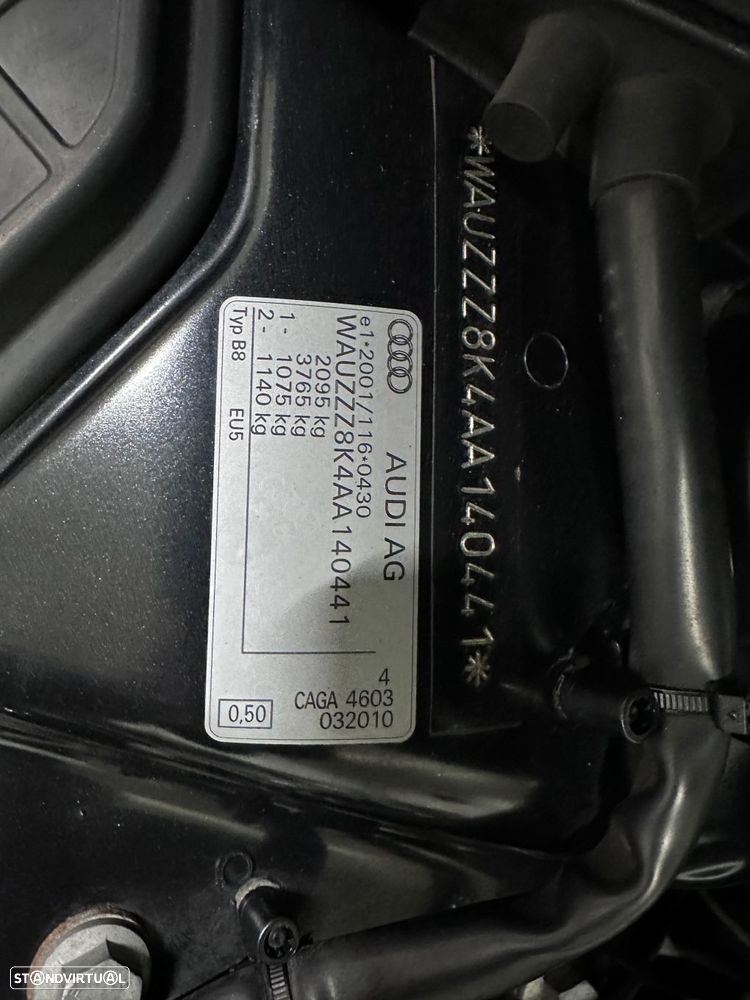 *WAUZZZ8K4AA140441*
AUDI AG
e1*2001/116*0430
WAUZZZ8K4AA140441
2095 kg
3765 kg
1- 1075 kg
2- 1140 kg
Typ B8 EU5
4
CAGA 4603
032010
0,50
STANDVIRTUAL